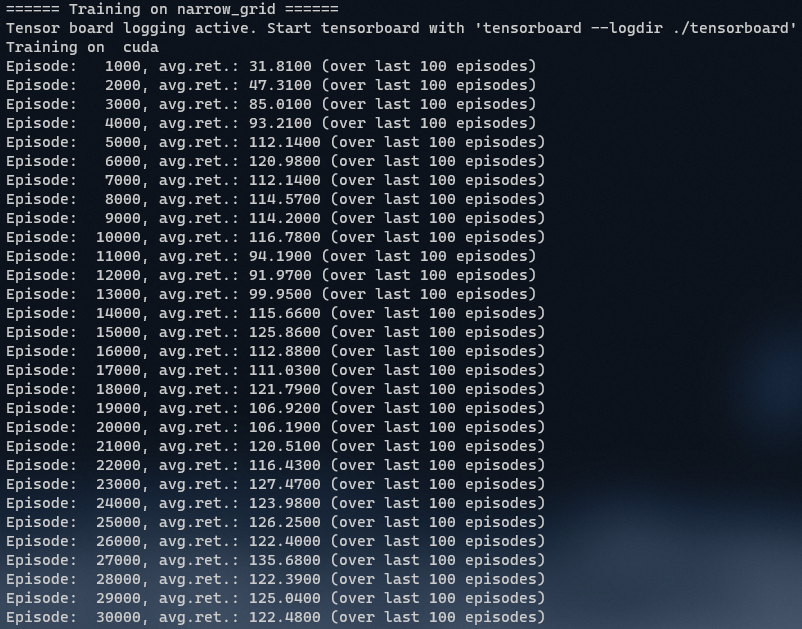 ====== Training on narrow_grid ======
Tensor board logging active. Start tensorboard with 'tensorboard --logdir ./tensorboard'
Training on  cuda
Episode:   1000, avg.ret.: 31.8100 (over last 100 episodes)
Episode:   2000, avg.ret.: 47.3100 (over last 100 episodes)
Episode:   3000, avg.ret.: 85.0100 (over last 100 episodes)
Episode:   4000, avg.ret.: 93.2100 (over last 100 episodes)
Episode:   5000, avg.ret.: 112.1400 (over last 100 episodes)
Episode:   6000, avg.ret.: 120.9800 (over last 100 episodes)
Episode:   7000, avg.ret.: 112.1400 (over last 100 episodes)
Episode:   8000, avg.ret.: 114.5700 (over last 100 episodes)
Episode:   9000, avg.ret.: 114.2000 (over last 100 episodes)
Episode:  10000, avg.ret.: 116.7800 (over last 100 episodes)
Episode:  11000, avg.ret.: 94.1900 (over last 100 episodes)
Episode:  12000, avg.ret.: 91.9700 (over last 100 episodes)
Episode:  13000, avg.ret.: 99.9500 (over last 100 episodes)
Episode:  14000, avg.ret.: 115.6600 (over last 100 episodes)
Episode:  15000, avg.ret.: 125.8600 (over last 100 episodes)
Episode:  16000, avg.ret.: 112.8800 (over last 100 episodes)
Episode:  17000, avg.ret.: 111.0300 (over last 100 episodes)
Episode:  18000, avg.ret.: 121.7900 (over last 100 episodes)
Episode:  19000, avg.ret.: 106.9200 (over last 100 episodes)
Episode:  20000, avg.ret.: 106.1900 (over last 100 episodes)
Episode:  21000, avg.ret.: 120.5100 (over last 100 episodes)
Episode:  22000, avg.ret.: 116.4300 (over last 100 episodes)
Episode:  23000, avg.ret.: 127.4700 (over last 100 episodes)
Episode:  24000, avg.ret.: 123.9800 (over last 100 episodes)
Episode:  25000, avg.ret.: 126.2500 (over last 100 episodes)
Episode:  26000, avg.ret.: 122.4000 (over last 100 episodes)
Episode:  27000, avg.ret.: 135.6800 (over last 100 episodes)
Episode:  28000, avg.ret.: 122.3900 (over last 100 episodes)
Episode:  29000, avg.ret.: 125.0400 (over last 100 episodes)
Episode:  30000, avg.ret.: 122.4800 (over last 100 episodes)